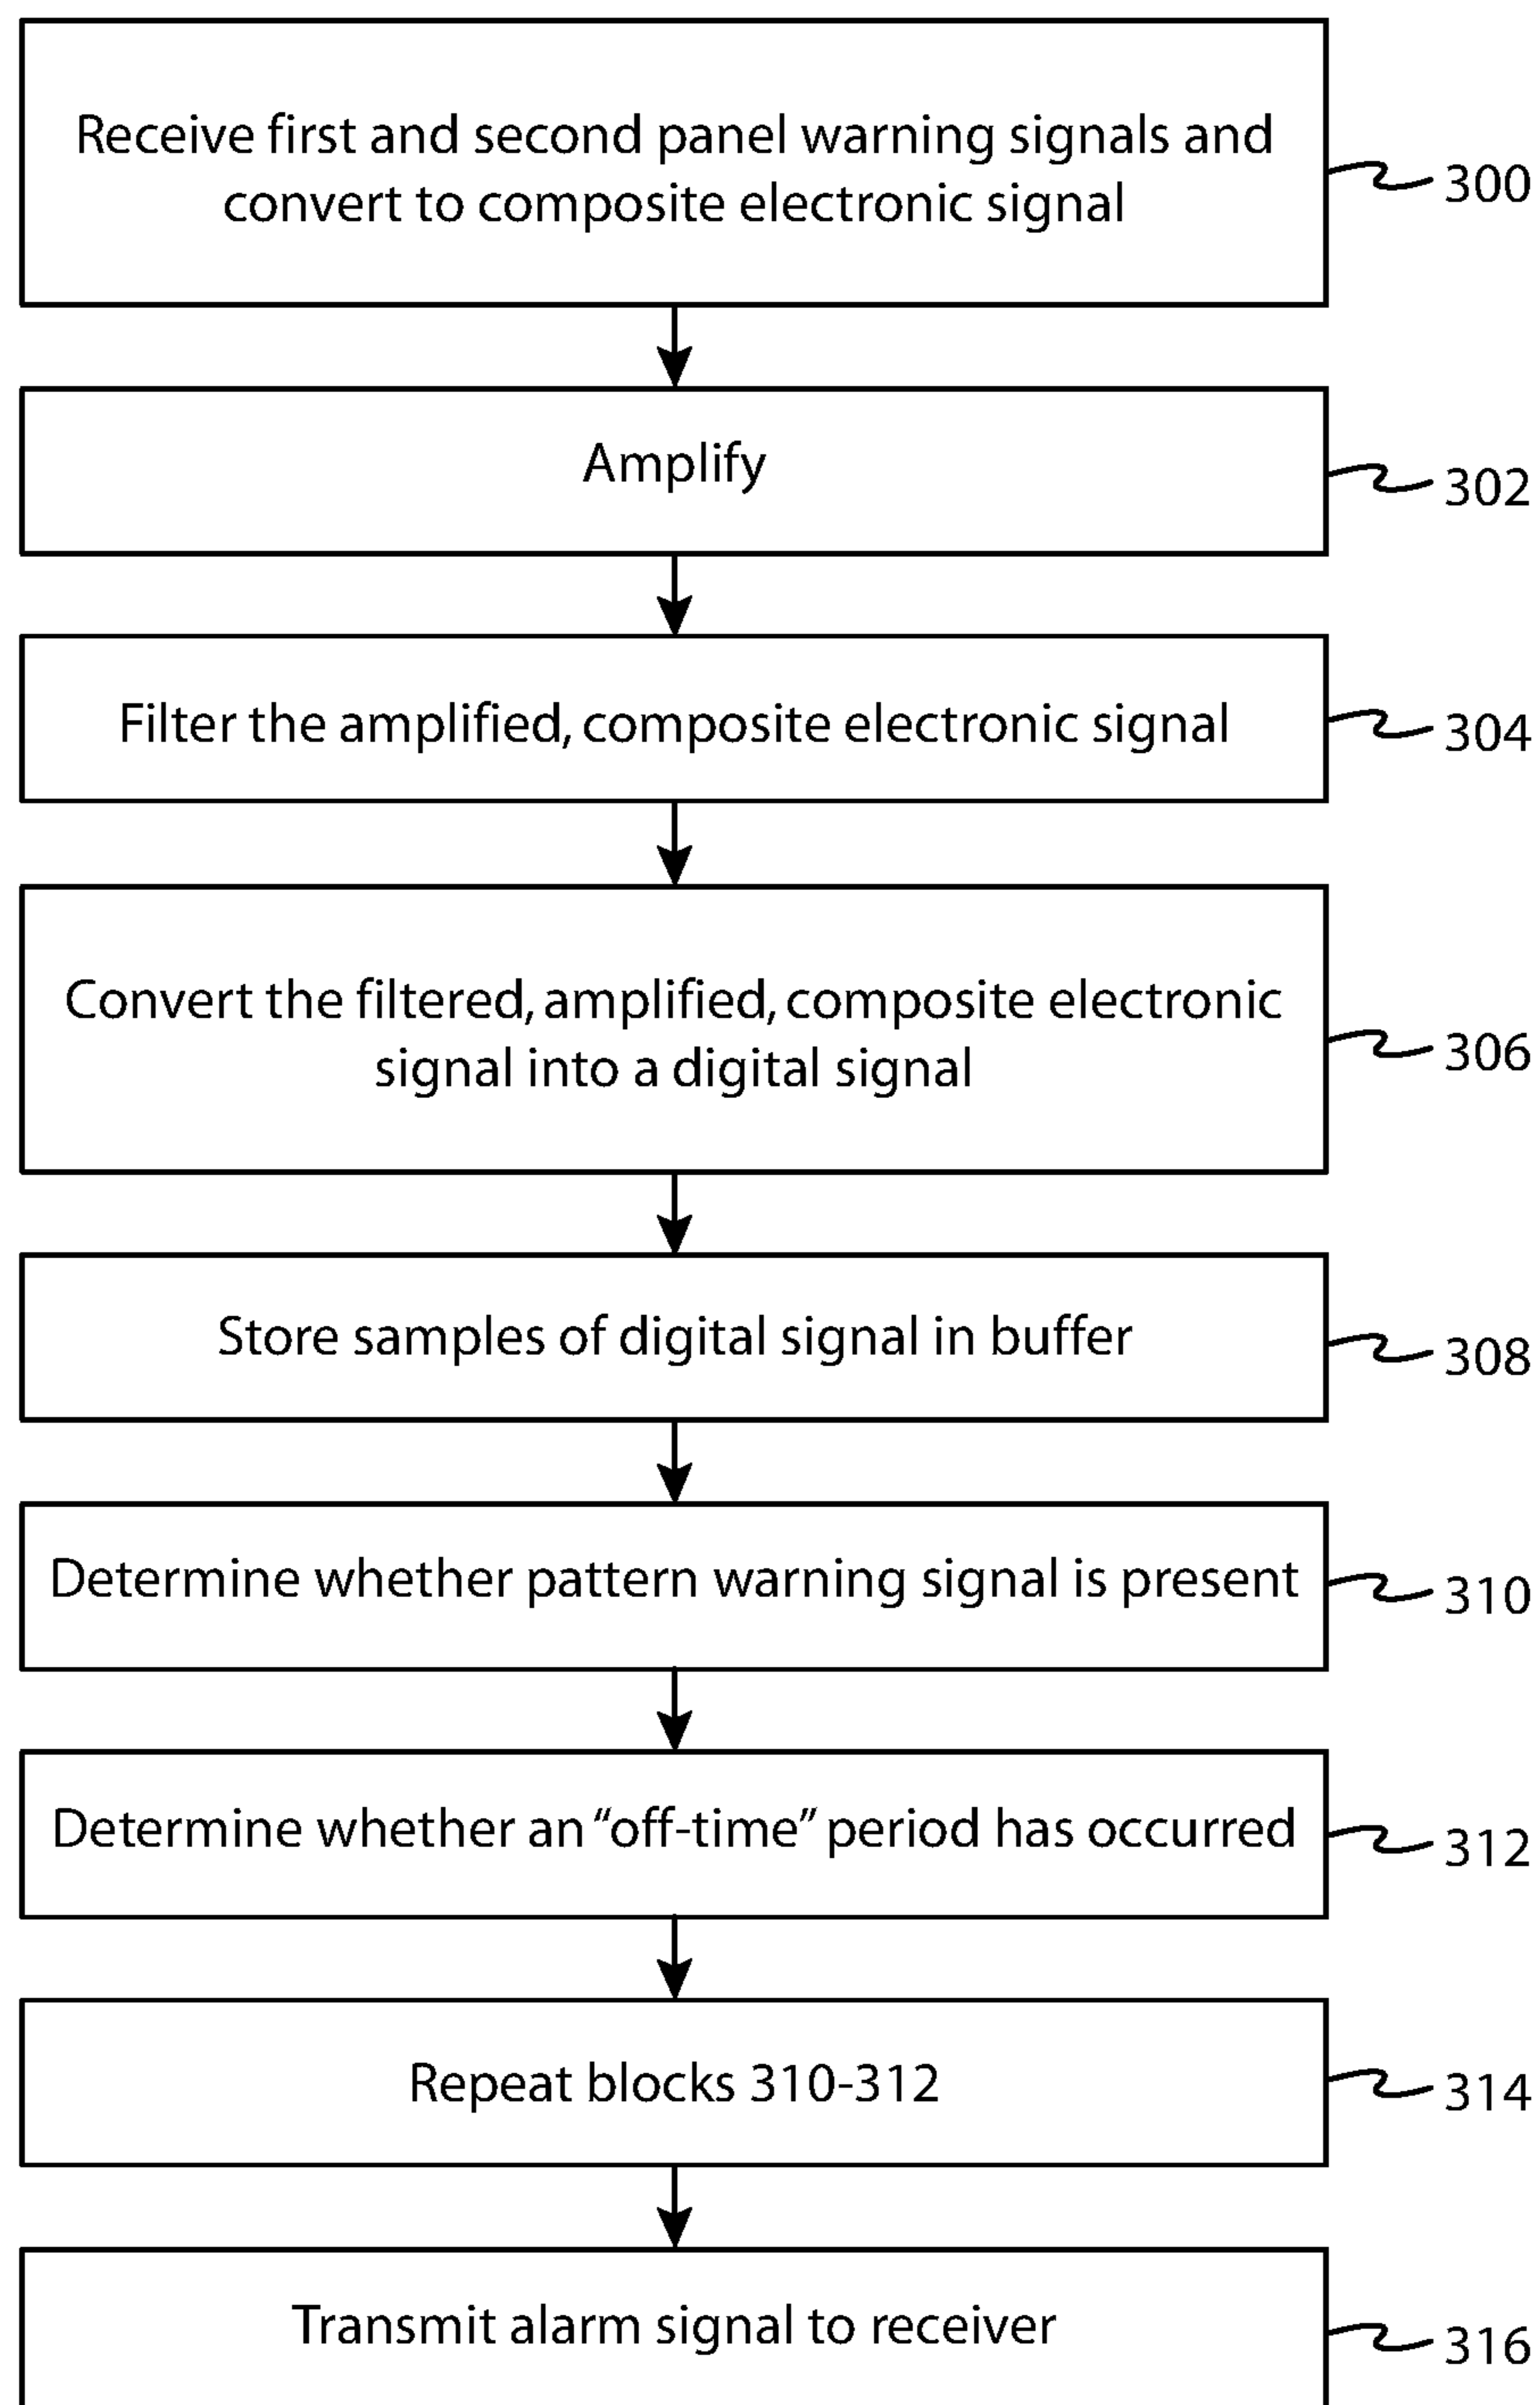 Receive first and second panel warning signals and
convert to composite electronic signal
300
Amplify
302
Filter the amplified, composite electronic signal
304
Convert the filtered, amplified, composite electronic
signal into a digital signal
306
Store samples of digital signal in buffer
308
Determine whether pattern warning signal is present
310
Determine whether an “off-time” period has occurred
312
Repeat blocks 310-312
314
Transmit alarm signal to receiver
316